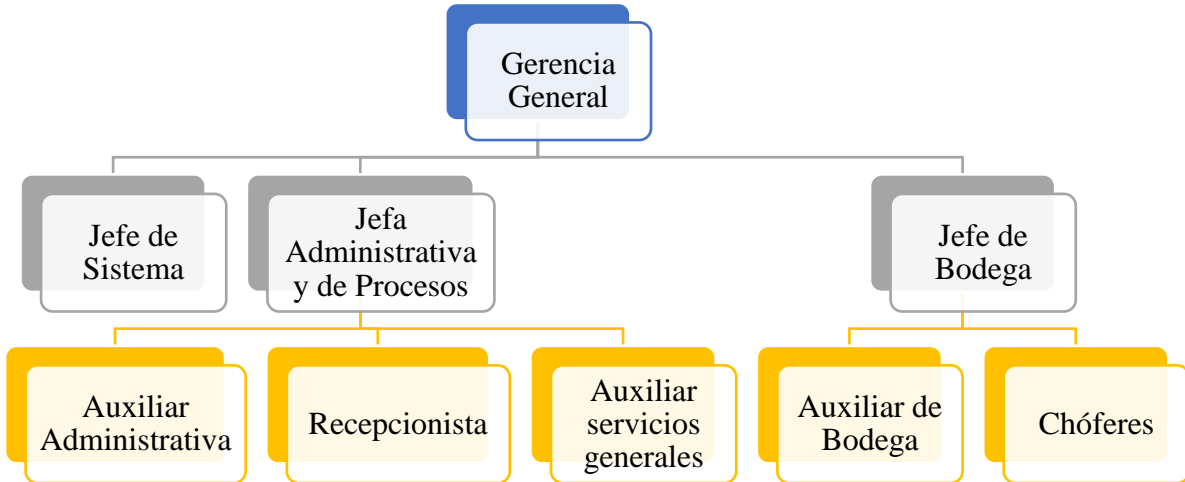 Gerencia
General
Jefe de
Sistema
Jefa
Administrativa
y de Procesos
Jefe de
Bodega
Auxiliar
Administrativa
Recepcionista
Auxiliar
servicios
generales
Auxiliar de
Bodega
Chóferes